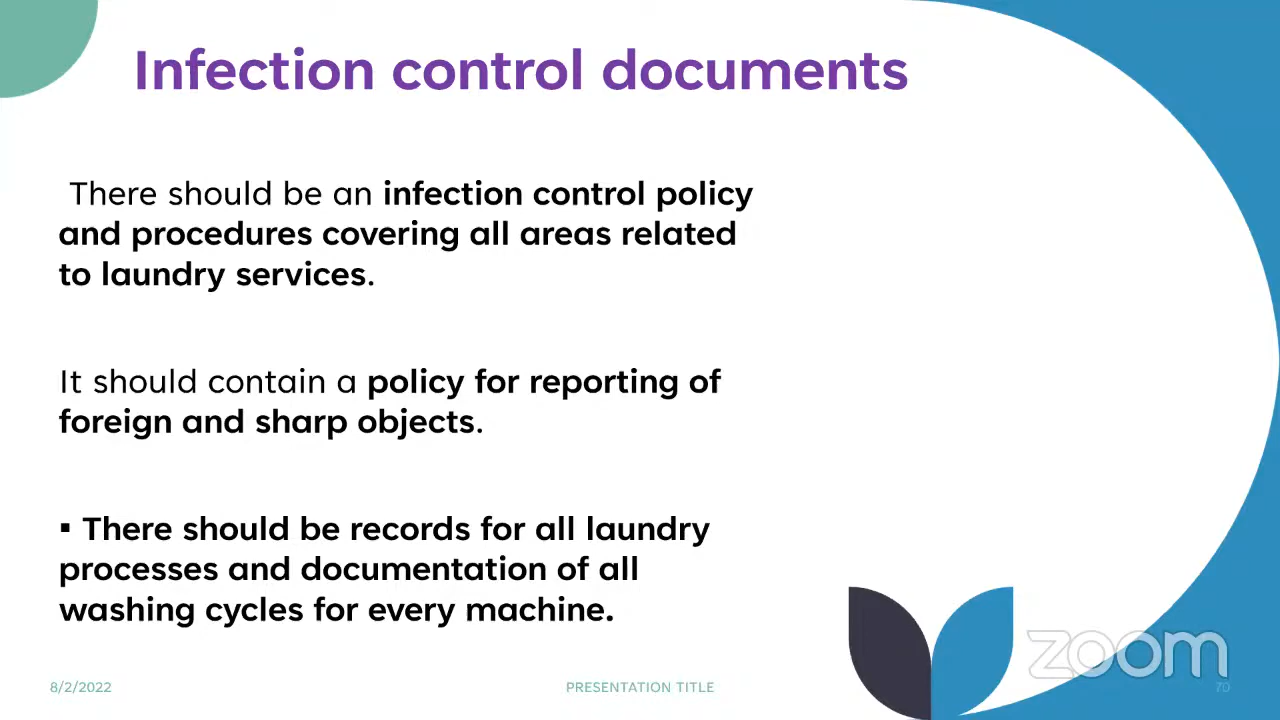 Infection control documents
There should be an infection control policy
and procedures covering all areas related
to laundry services.
It should contain a policy for reporting of
foreign and sharp objects.
▪ There should be records for all laundry
processes and documentation of all
washing cycles for every machine.
zoom
8/2/2022
PRESENTATION TITLE
70